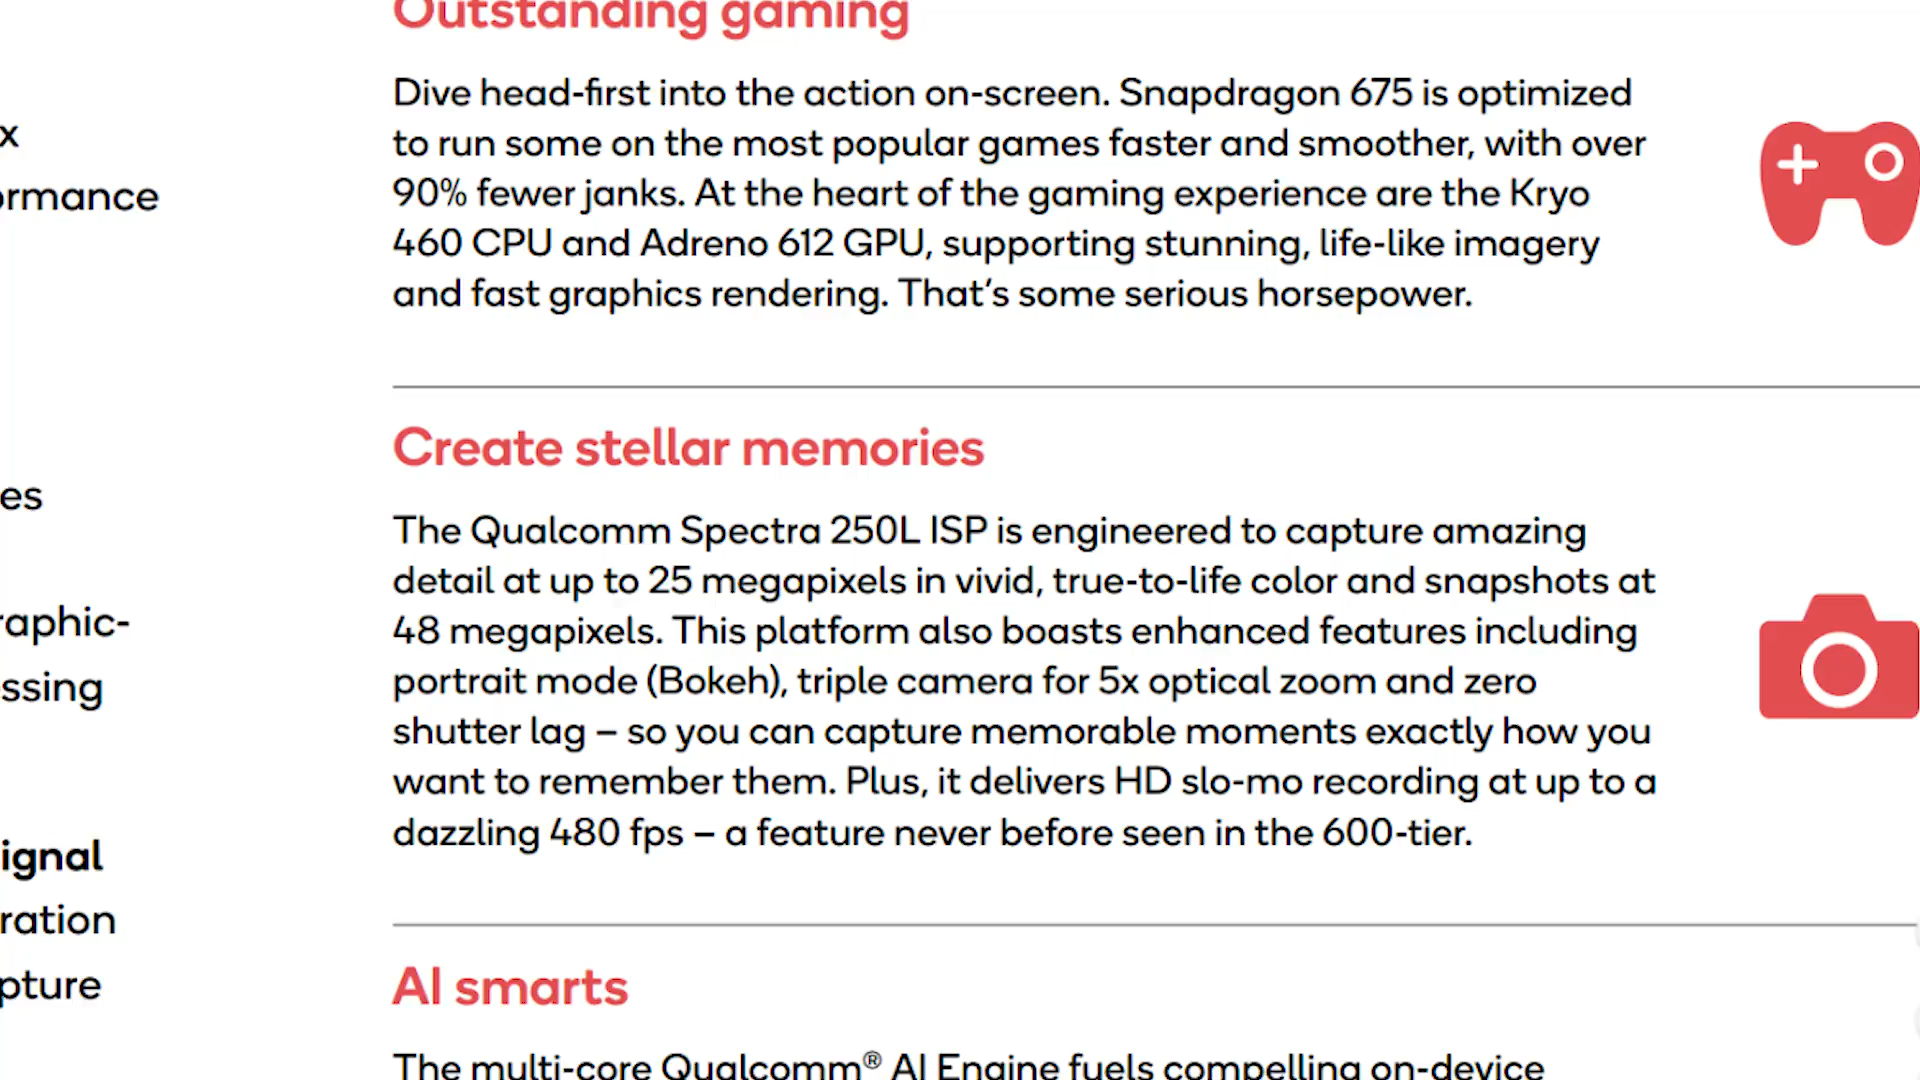 Outstanding gaming
Dive head-first into the action on-screen. Snapdragon 675 is optimized
to run some on the most popular games faster and smoother, with over
90% fewer janks. At the heart of the gaming experience are the Kryo
460 CPU and Adreno 612 GPU, supporting stunning, life-like imagery
and fast graphics rendering. That’s some serious horsepower.
Create stellar memories
The Qualcomm Spectra 250L ISP is engineered to capture amazing
detail at up to 25 megapixels in vivid, true-to-life color and snapshots at
48 megapixels. This platform also boasts enhanced features including
portrait mode (Bokeh), triple camera for 5x optical zoom and zero
shutter lag – so you can capture memorable moments exactly how you
want to remember them. Plus, it delivers HD slo-mo recording at up to a
dazzling 480 fps – a feature never before seen in the 600-tier.
AI smarts
The multi-core Qualcomm® AI Engine fuels compelling on-device
x
ormance
es
raphic-
ssing
ignal
ration
pture